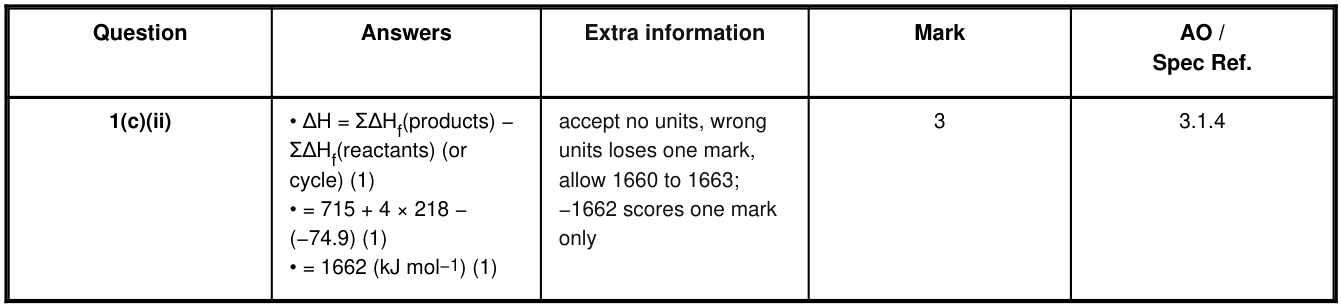 Question Answers Extra information Mark AO /
Spec Ref.
1(c)(ii)
• ΔH = ΣΔH_f(products) −
ΣΔH_f(reactants) (or
cycle) (1)
• = 715 + 4 × 218 −
(−74.9) (1)
• = 1662 (kJ mol⁻¹) (1)
accept no units, wrong
units loses one mark,
allow 1660 to 1663;
−1662 scores one mark
only
3
3.1.4